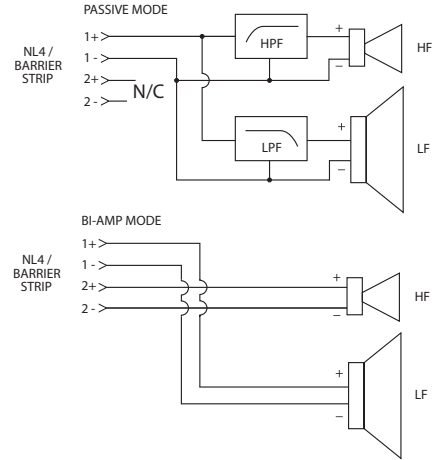 PASSIVE MODE
NL4 /
BARRIER
STRIP
1+
1 -
2+
2 -
N/C
HPF
+
–
HF
LPF
+
–
LF
BI-AMP MODE
NL4 /
BARRIER
STRIP
1+
1 -
2+
2 -
+
–
HF
+
–
LF